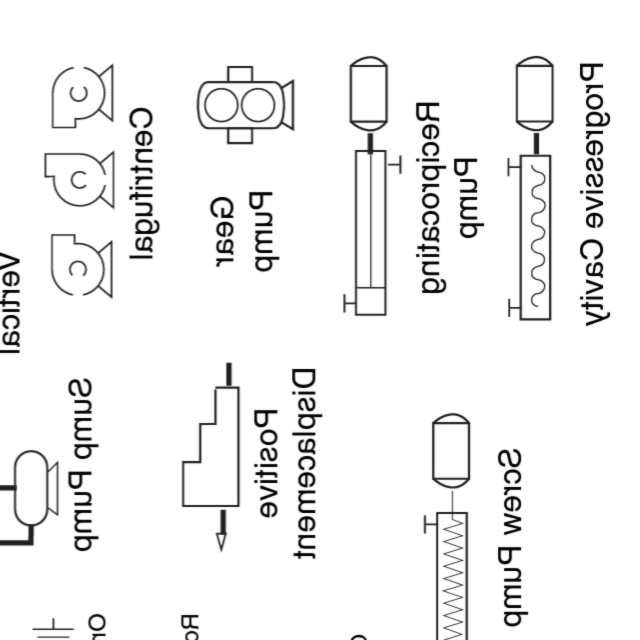 Vertical
Centrifugal
Sump Pump
Gear
Pump
Positive
Displacement
Reciprocating
Pump
Screw Pump
Progressive Cavity